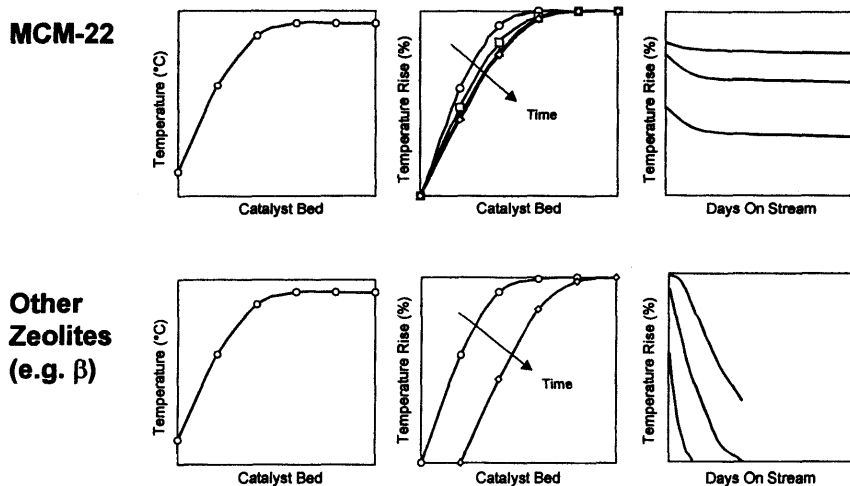 MCM-22
Temperature (°C)
Catalyst Bed
Temperature Rise (%)
Time
Catalyst Bed
Temperature Rise (%)
Days On Stream
Other
Zeolites
(e.g. β)
Temperature (°C)
Catalyst Bed
Temperature Rise (%)
Time
Catalyst Bed
Temperature Rise (%)
Days On Stream